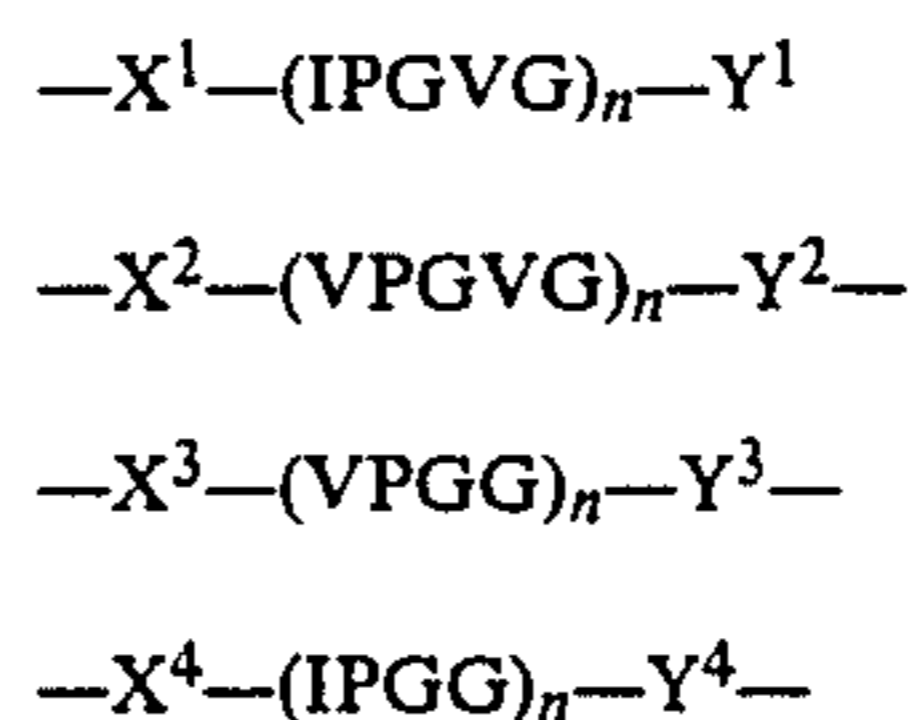 —X¹—(IPGVG)ₙ—Y¹
—X²—(VPGVG)ₙ—Y²—
—X³—(VPGG)ₙ—Y³—
—X⁴—(IPGG)ₙ—Y⁴—